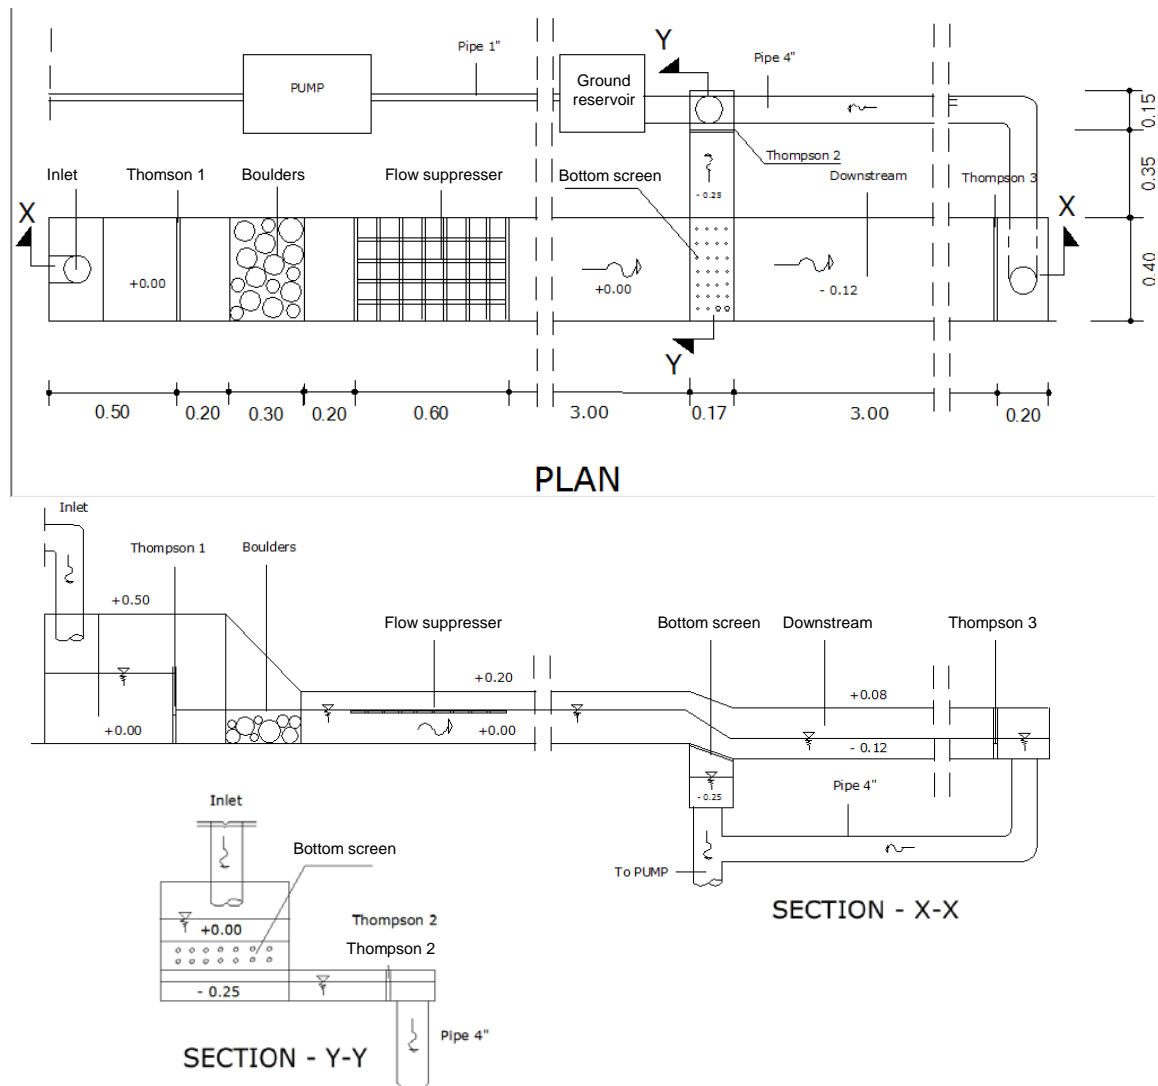 Y
Pipe 1"
Pipe 4"
PUMP
Ground
reservoir
0.15
Thompson 2
0.35
Inlet
Thomson 1
Boulders
Flow suppresser
Bottom screen
Downstream
Thompson 3
- 0.25
X
X
+0.00
+0.00
- 0.12
0.40
Y
0.50
0.20
0.30
0.20
0.60
3.00
0.17
3.00
0.20
PLAN
Inlet
Thompson 1
Boulders
+0.50
Flow suppresser
Bottom screen
Downstream
Thompson 3
+0.20
+0.08
+0.00
+0.00
- 0.12
- 0.25
Pipe 4"
To PUMP
SECTION - X-X
Inlet
Bottom screen
Thompson 2
Thompson 2
+0.00
- 0.25
Pipe 4"
SECTION - Y-Y